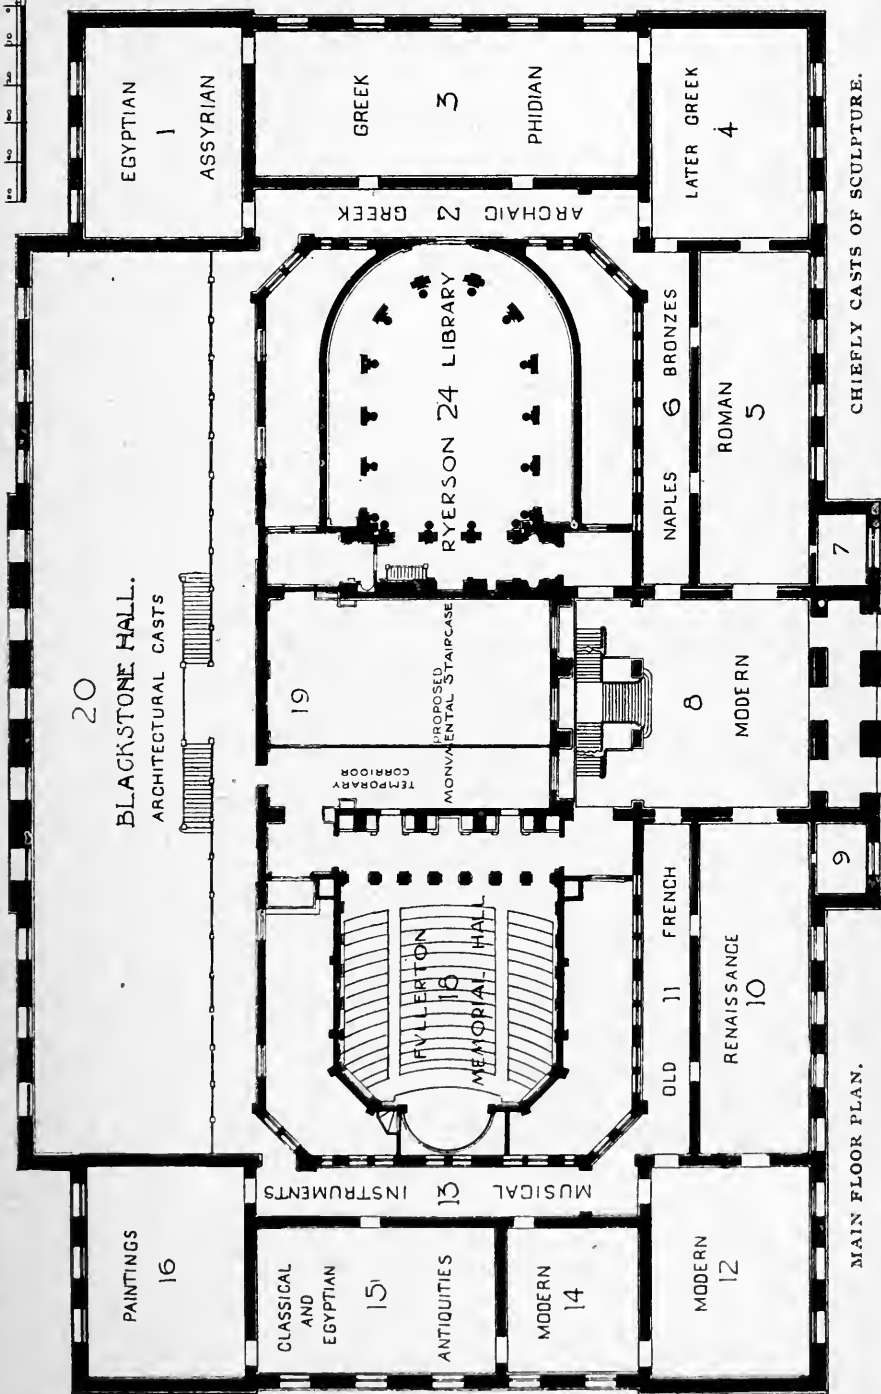 EGYPTIAN
1
ASSYRIAN
GREEK
3
PHIDIAN
LATER GREEK
4
ARCHAIC 2 GREEK
20
BLACKSTONE HALL.
ARCHITECTURAL CASTS
RYERSON 24 LIBRARY
NAPLES 6 BRONZES
ROMAN
5
7
19
PROPOSED
MONVMENTAL STAIRCASE
TEMPORARY
CORRIDOR
8
MODERN
9
FVLLERTON
18
MEMORIAL HALL
OLD 11 FRENCH
RENAISSANCE
10
MUSICAL 13 INSTRUMENTS
PAINTINGS
16
CLASSICAL
AND
EGYPTIAN
15
ANTIQUITIES
MODERN
14
MODERN
12
MAIN FLOOR PLAN.
CHIEFLY CASTS OF SCULPTURE.